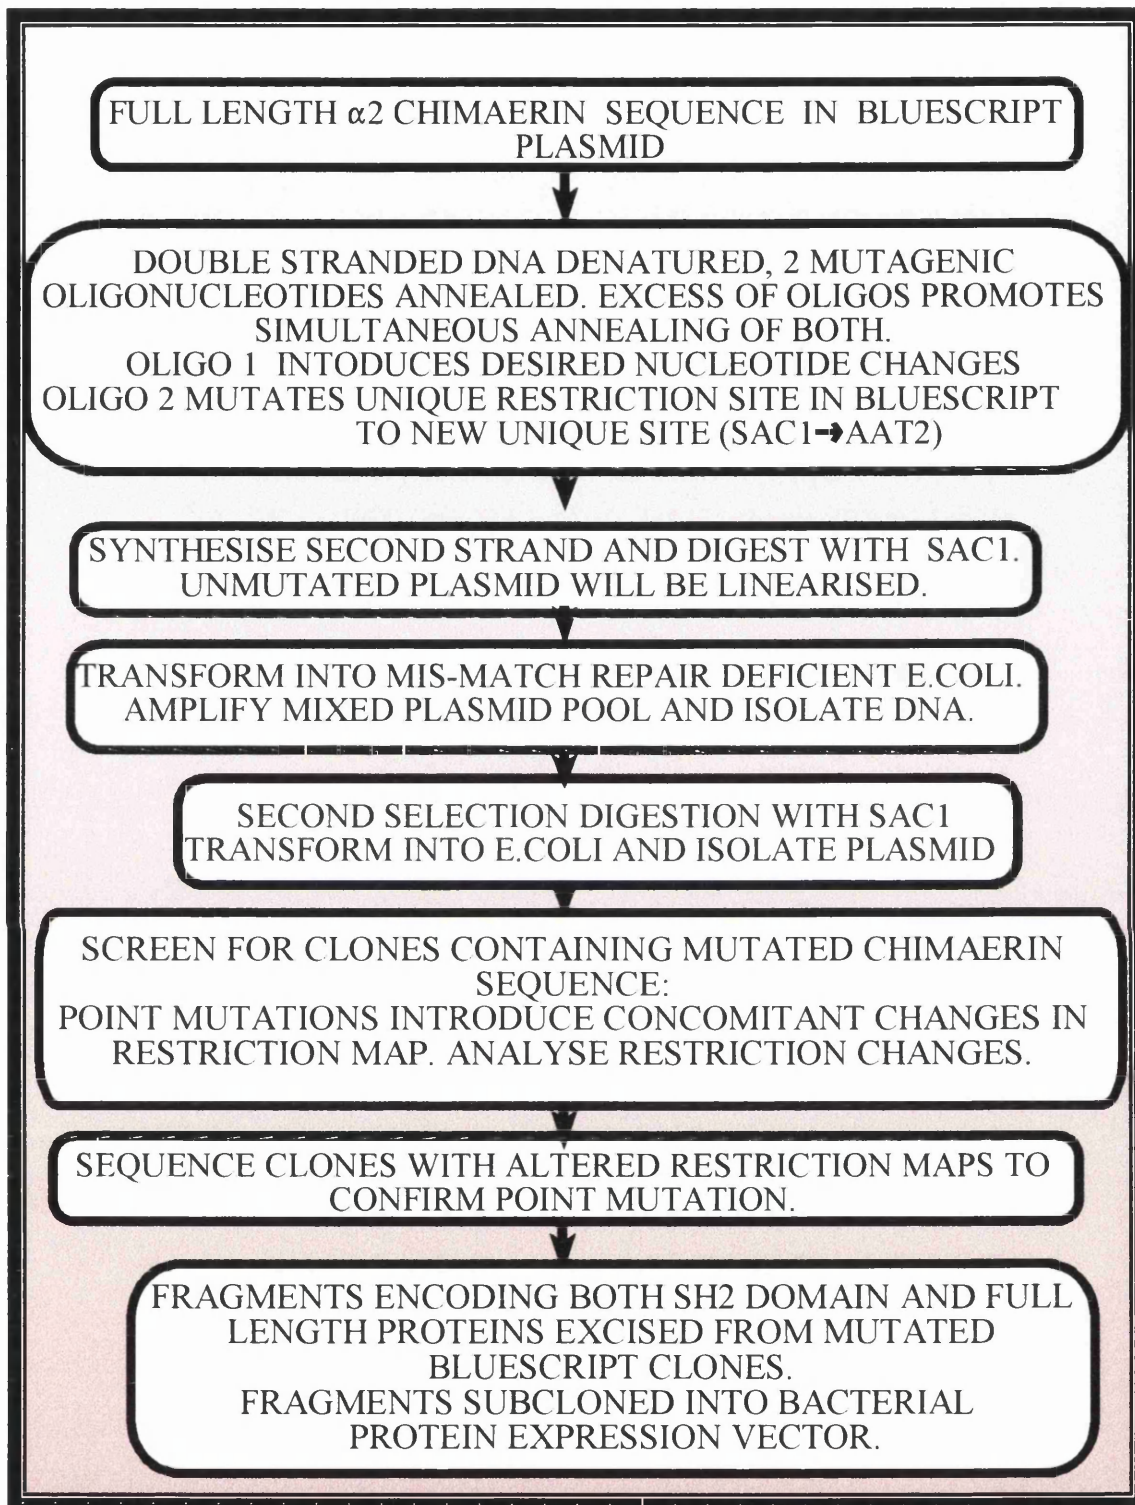 FULL LENGTH α2 CHIMAERIN SEQUENCE IN BLUESCRIPT
PLASMID
DOUBLE STRANDED DNA DENATURED, 2 MUTAGENIC
OLIGONUCLEOTIDES ANNEALED. EXCESS OF OLIGOS PROMOTES
SIMULTANEOUS ANNEALING OF BOTH.
OLIGO 1 INTODUCES DESIRED NUCLEOTIDE CHANGES
OLIGO 2 MUTATES UNIQUE RESTRICTION SITE IN BLUESCRIPT
TO NEW UNIQUE SITE (SAC1→AAT2)
SYNTHESISE SECOND STRAND AND DIGEST WITH SAC1.
UNMUTATED PLASMID WILL BE LINEARISED.
TRANSFORM INTO MIS-MATCH REPAIR DEFICIENT E.COLI.
AMPLIFY MIXED PLASMID POOL AND ISOLATE DNA.
SECOND SELECTION DIGESTION WITH SAC1
TRANSFORM INTO E.COLI AND ISOLATE PLASMID
SCREEN FOR CLONES CONTAINING MUTATED CHIMAERIN
SEQUENCE:
POINT MUTATIONS INTRODUCE CONCOMITANT CHANGES IN
RESTRICTION MAP. ANALYSE RESTRICTION CHANGES.
SEQUENCE CLONES WITH ALTERED RESTRICTION MAPS TO
CONFIRM POINT MUTATION.
FRAGMENTS ENCODING BOTH SH2 DOMAIN AND FULL
LENGTH PROTEINS EXCISED FROM MUTATED
BLUESCRIPT CLONES.
FRAGMENTS SUBCLONED INTO BACTERIAL
PROTEIN EXPRESSION VECTOR.